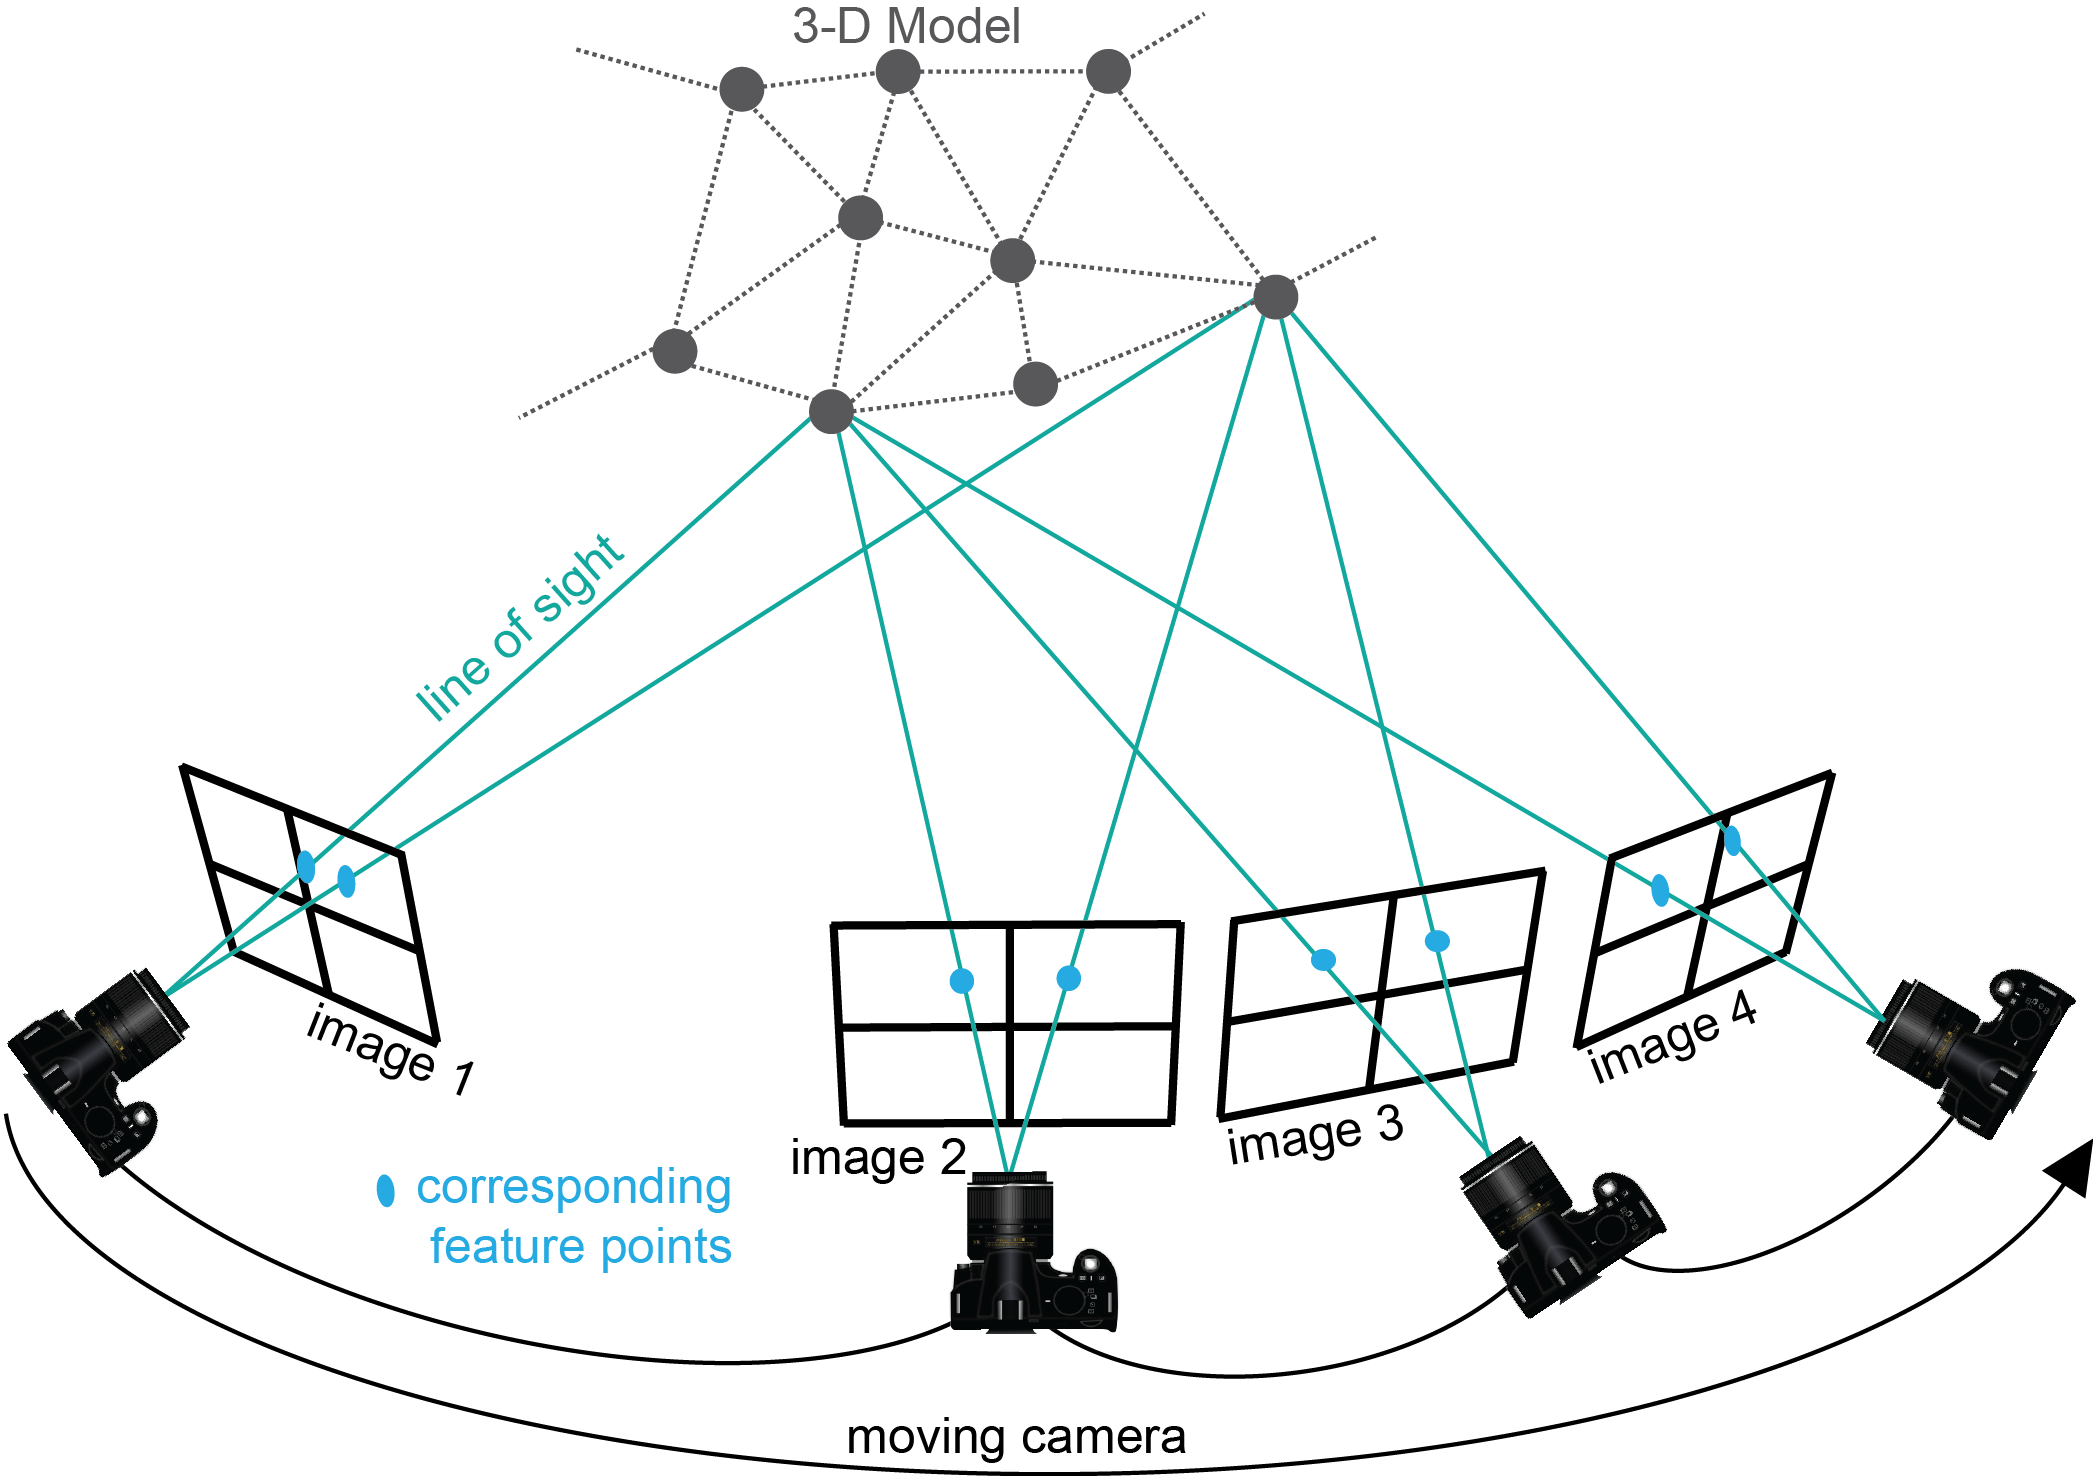 3-D Model
line of sight
image 1
image 2
image 3
image 4
corresponding
feature points
moving camera